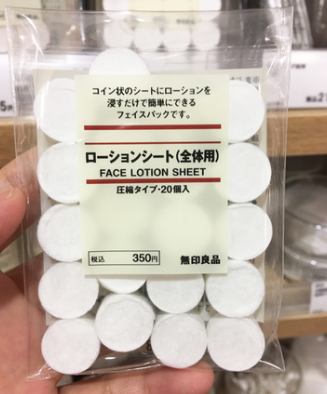 コイン状のシートにローションを
浸すだけで簡単にできる
フェイスパックです。
ローションシート(全体用)
FACE LOTION SHEET
圧縮タイプ・20個入
税込 350円 無印良品